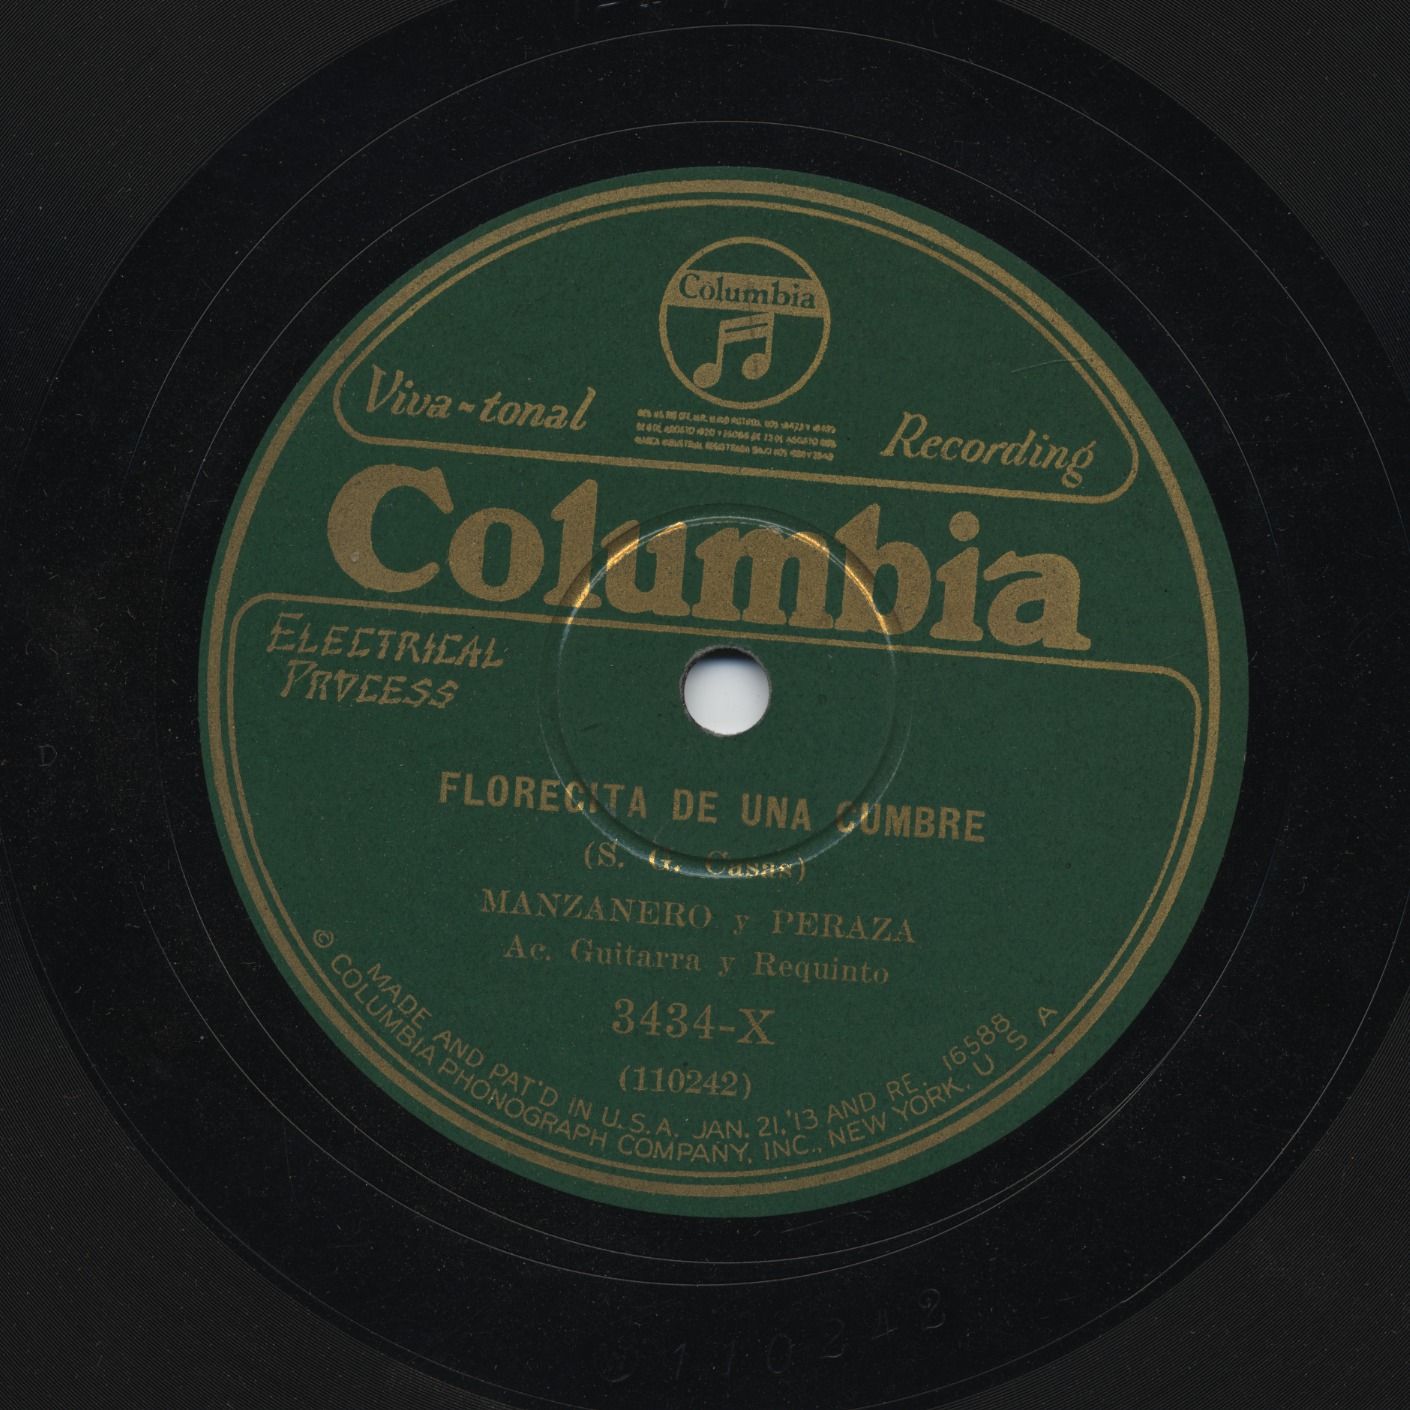 Columbia
Viva-tonal Recording
Columbia
ELECTRICAL
PROCESS
FLORECITA DE UNA CUMBRE
(S. G. Casas)
MANZANERO y PERAZA
Ac. Guitarra y Requinto
3434-X
(110242)
MADE AND PAT'D IN U.S.A. JAN. 21,'13 AND RE. 16588
© COLUMBIA PHONOGRAPH COMPANY, INC., NEW YORK, U S A
D
110242